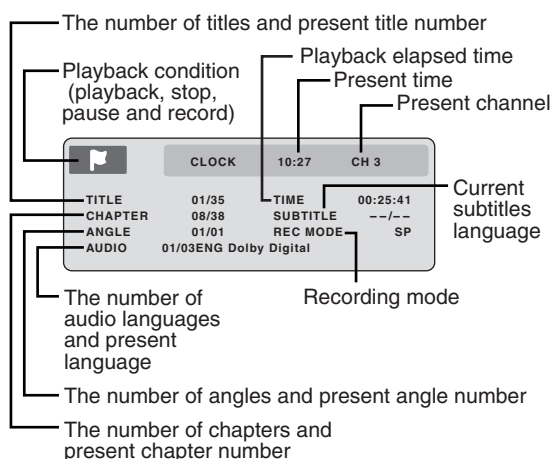 The number of titles and present title number
Playback elapsed time
Playback condition
(playback, stop,
pause and record)
Present time
Present channel
CLOCK 10:27 CH 3
TITLE 01/35 TIME 00:25:41
CHAPTER 08/38 SUBTITLE --/--
ANGLE 01/01 REC MODE SP
AUDIO 01/03ENG Dolby Digital
Current
subtitles
language
The number of
audio languages
and present
language
Recording mode
The number of angles and present angle number
The number of chapters and
present chapter number